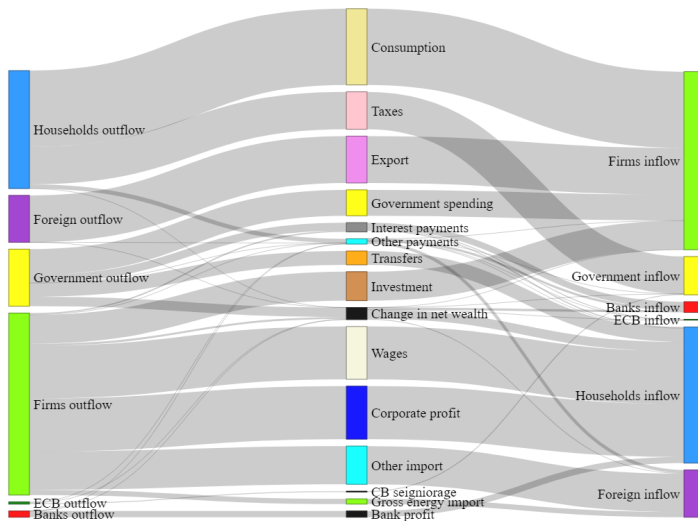 Consumption
Taxes
Export
Government spending
Interest payments
Other payments
Transfers
Investment
Change in net wealth
Wages
Corporate profit
Other import
CB seigniorage
Gross energy import
Bank profit
Households outflow
Foreign outflow
Government outflow
Firms outflow
ECB outflow
Banks outflow
Firms inflow
Government inflow
Banks inflow
ECB inflow
Households inflow
Foreign inflow